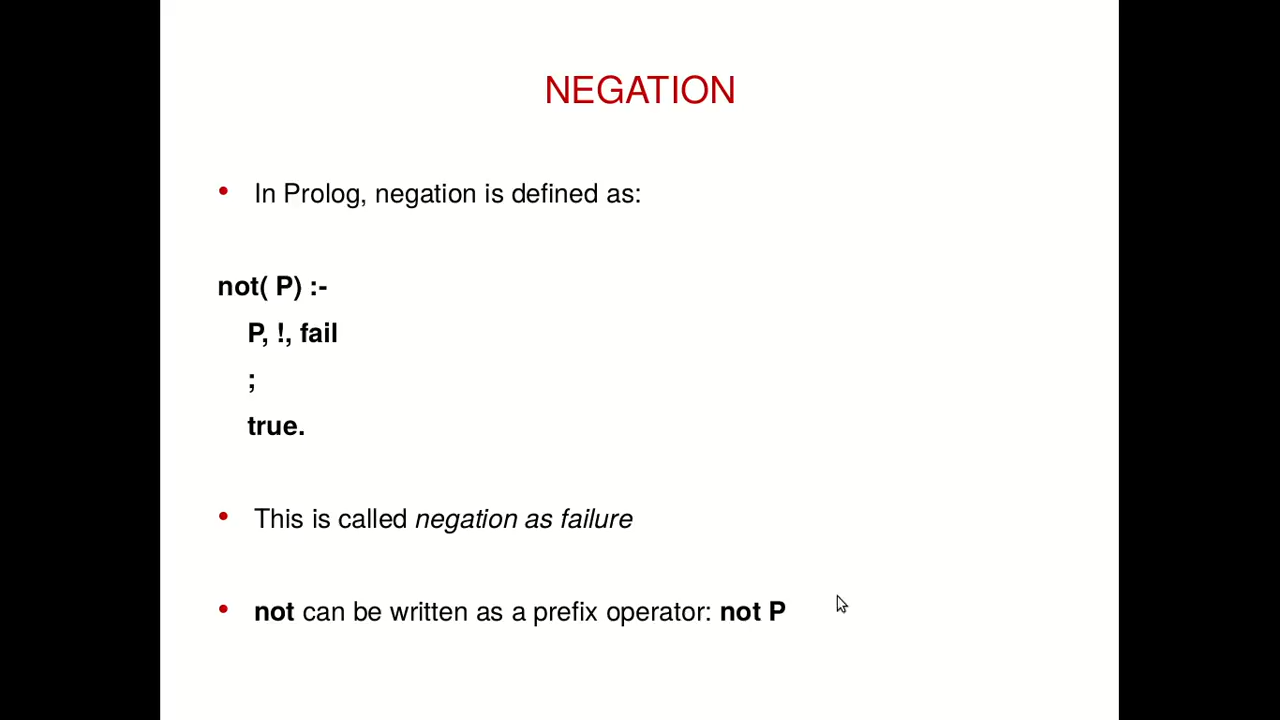 NEGATION
• In Prolog, negation is defined as:
not( P) :-
P, !, fail
;
true.
• This is called negation as failure
• not can be written as a prefix operator: not P